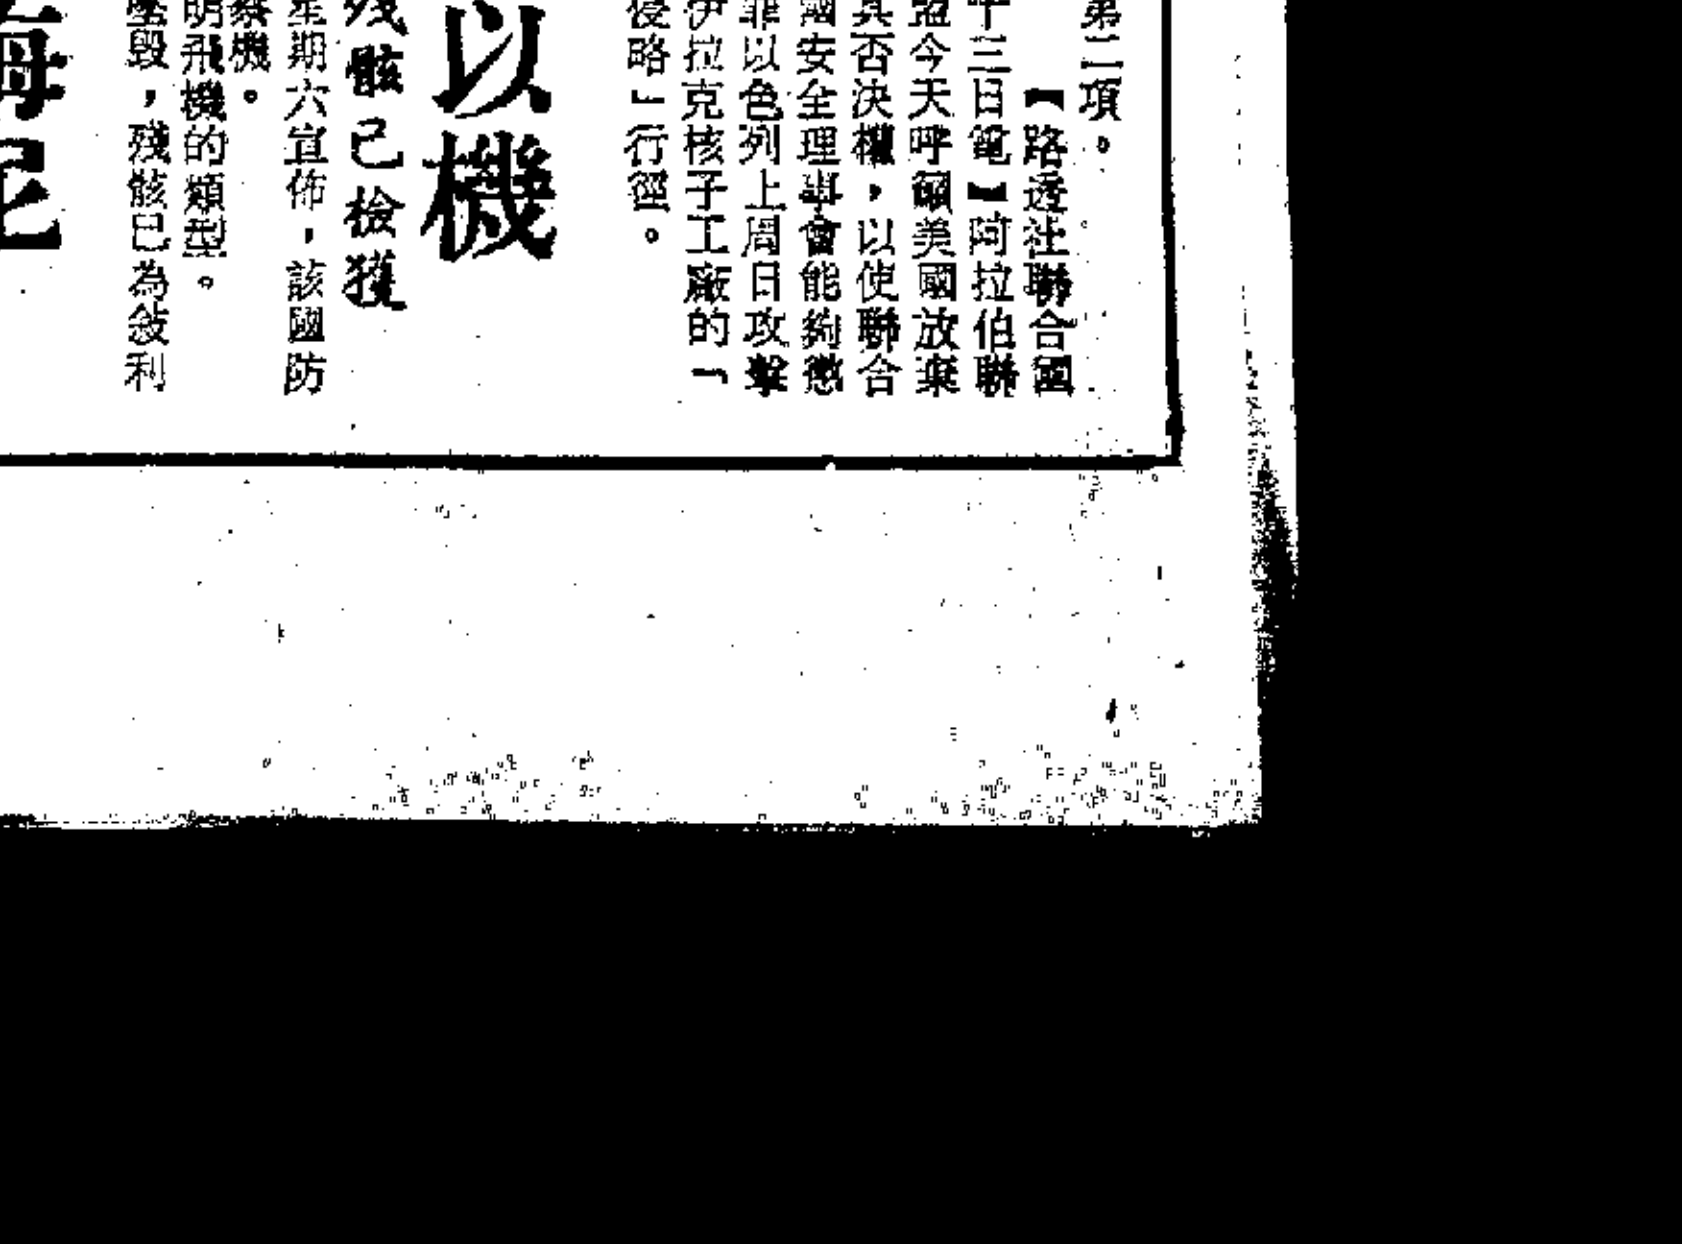 第二項。
【路透社聯合國
十三日電】阿拉伯聯
盟今天呼籲美國放棄
其否決權,以使聯合
國安全理事會能夠懲
罪以色列上周日攻擊
伊拉克核子工廠的「
侵略」行徑。
以機
殘骸已檢獲
星期六宣佈,該國防
察機。
明飛機的類型。
墜毀,殘骸已為敍利